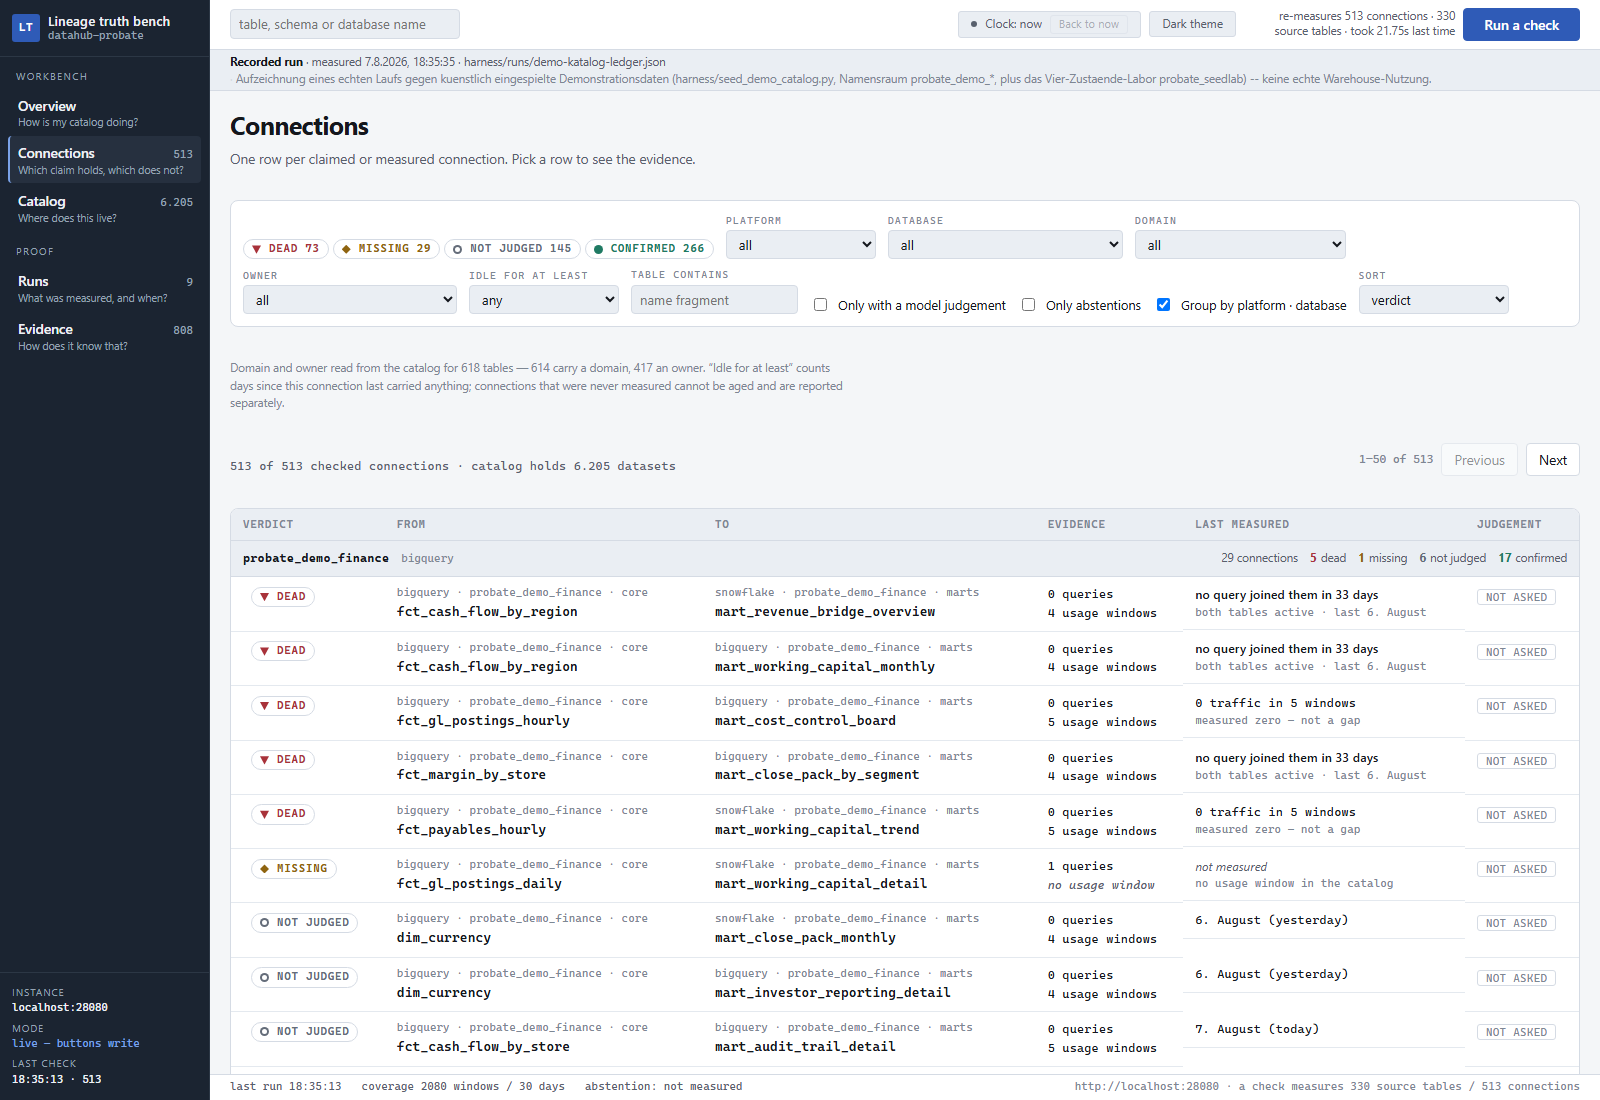 LT
Lineage truth bench
datahub-probate
WORKBENCH
Overview
How is my catalog doing?
Connections 513
Which claim holds, which does not?
Catalog 6.205
Where does this live?
PROOF
Runs 9
What was measured, and when?
Evidence 808
How does it know that?
INSTANCE
localhost:28080
MODE
live — buttons write
LAST CHECK
18:35:13 · 513
table, schema or database name
Clock: now Back to now
Dark theme
re-measures 513 connections · 330
source tables · took 21.75s last time
Run a check
Recorded run · measured 7.8.2026, 18:35:35 · harness/runs/demo-katalog-ledger.json
· Aufzeichnung eines echten Laufs gegen kuenstlich eingespielte Demonstrationsdaten (harness/seed_demo_catalog.py, Namensraum probate_demo_*, plus das Vier-Zustaende-Labor probate_seedlab) -- keine echte Warehouse-Nutzung.
Connections
One row per claimed or measured connection. Pick a row to see the evidence.
DEAD 73 MISSING 29 NOT JUDGED 145 CONFIRMED 266
PLATFORM DATABASE DOMAIN
all all all
OWNER IDLE FOR AT LEAST TABLE CONTAINS SORT
all any name fragment Only with a model judgement Only abstentions Group by platform · database verdict
Domain and owner read from the catalog for 618 tables — 614 carry a domain, 417 an owner. "Idle for at least" counts
days since this connection last carried anything; connections that were never measured cannot be aged and are reported
separately.
513 of 513 checked connections · catalog holds 6.205 datasets
1–50 of 513 Previous Next
VERDICT FROM TO EVIDENCE LAST MEASURED JUDGEMENT
probate_demo_finance bigquery 29 connections 5 dead 1 missing 6 not judged 17 confirmed
DEAD bigquery · probate_demo_finance · core snowflake · probate_demo_finance · marts 0 queries no query joined them in 33 days NOT ASKED
fct_cash_flow_by_region mart_revenue_bridge_overview 4 usage windows both tables active · last 6. August
DEAD bigquery · probate_demo_finance · core bigquery · probate_demo_finance · marts 0 queries no query joined them in 33 days NOT ASKED
fct_cash_flow_by_region mart_working_capital_monthly 4 usage windows both tables active · last 6. August
DEAD bigquery · probate_demo_finance · core bigquery · probate_demo_finance · marts 0 queries 0 traffic in 5 windows NOT ASKED
fct_gl_postings_hourly mart_cost_control_board 5 usage windows measured zero — not a gap
DEAD bigquery · probate_demo_finance · core bigquery · probate_demo_finance · marts 0 queries no query joined them in 33 days NOT ASKED
fct_margin_by_store mart_close_pack_by_segment 4 usage windows both tables active · last 6. August
DEAD bigquery · probate_demo_finance · core snowflake · probate_demo_finance · marts 0 queries 0 traffic in 5 windows NOT ASKED
fct_payables_hourly mart_working_capital_trend 5 usage windows measured zero — not a gap
MISSING bigquery · probate_demo_finance · core snowflake · probate_demo_finance · marts 1 queries not measured NOT ASKED
fct_gl_postings_daily mart_working_capital_detail no usage window no usage window in the catalog
NOT JUDGED bigquery · probate_demo_finance · core snowflake · probate_demo_finance · marts 0 queries 6. August (yesterday) NOT ASKED
dim_currency mart_close_pack_monthly 4 usage windows
NOT JUDGED bigquery · probate_demo_finance · core bigquery · probate_demo_finance · marts 0 queries 6. August (yesterday) NOT ASKED
dim_currency mart_investor_reporting_detail 4 usage windows
NOT JUDGED bigquery · probate_demo_finance · core bigquery · probate_demo_finance · marts 0 queries 7. August (today) NOT ASKED
fct_cash_flow_by_store mart_audit_trail_detail 5 usage windows
last run 18:35:13 coverage 2080 windows / 30 days abstention: not measured
http://localhost:28080 · a check measures 330 source tables / 513 connections